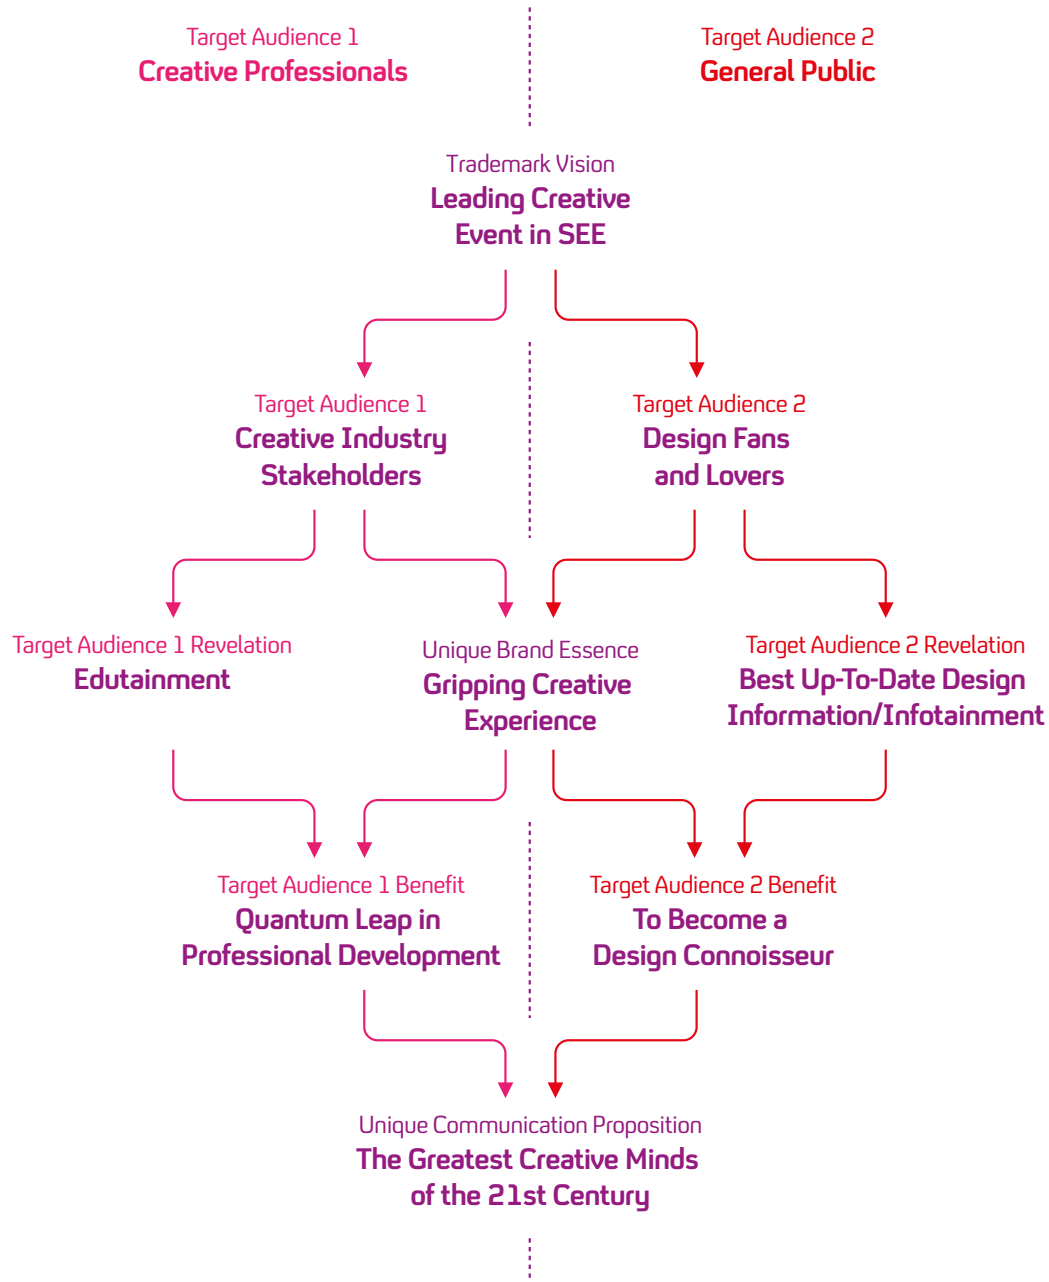 Target Audience 1
Creative Professionals
Target Audience 2
General Public
Trademark Vision
Leading Creative
Event in SEE
Target Audience 1
Creative Industry
Stakeholders
Target Audience 2
Design Fans
and Lovers
Target Audience 1 Revelation
Edutainment
Unique Brand Essence
Gripping Creative
Experience
Target Audience 2 Revelation
Best Up-To-Date Design
Information/Infotainment
Target Audience 1 Benefit
Quantum Leap in
Professional Development
Target Audience 2 Benefit
To Become a
Design Connoisseur
Unique Communication Proposition
The Greatest Creative Minds
of the 21st Century